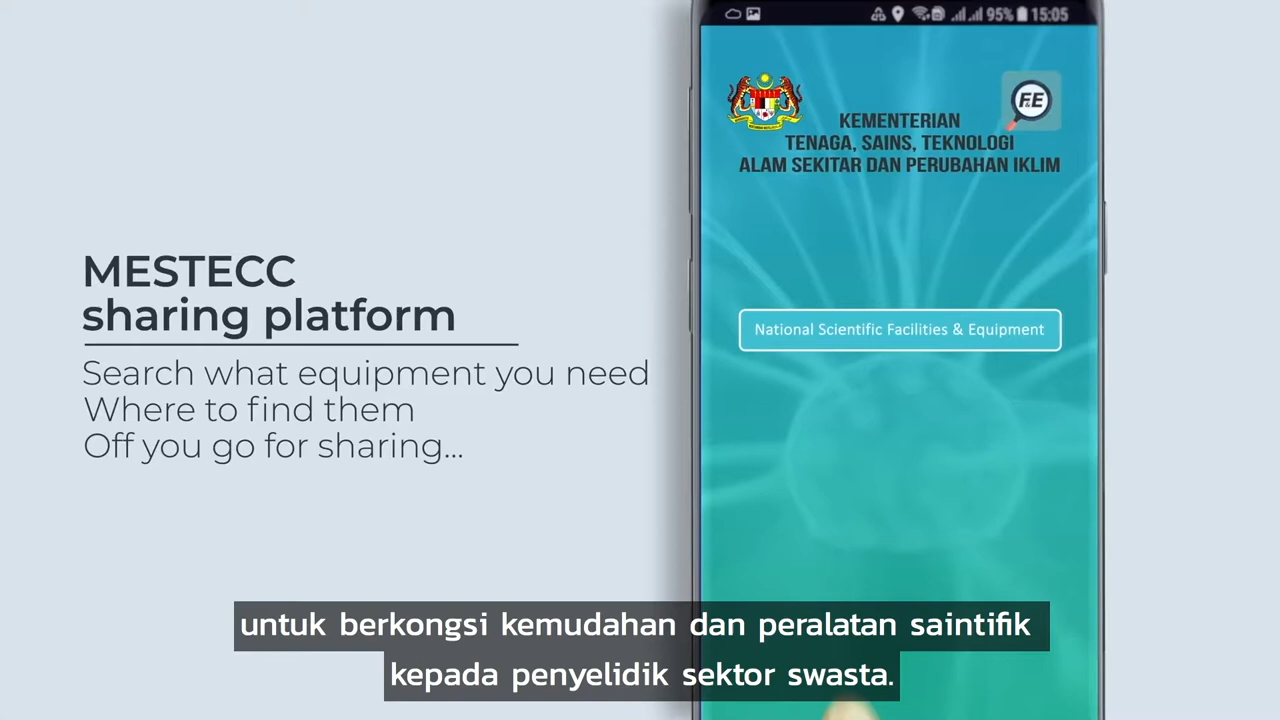 95% 15:05
F&E
KEMENTERIAN
TENAGA, SAINS, TEKNOLOGI
ALAM SEKITAR DAN PERUBAHAN IKLIM
MESTECC
sharing platform
Search what equipment you need
Where to find them
Off you go for sharing...
National Scientific Facilities & Equipment
untuk berkongsi kemudahan dan peralatan saintifik
kepada penyelidik sektor swasta.